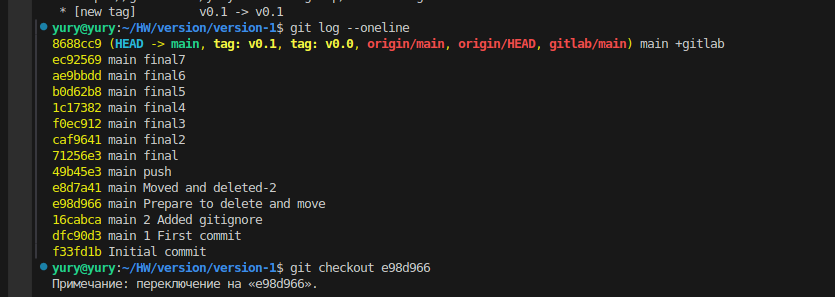 * [new tag]         v0.1 -> v0.1
yury@yury:~/HW/version/version-1$ git log --oneline
8688cc9 (HEAD -> main, tag: v0.1, tag: v0.0, origin/main, origin/HEAD, gitlab/main) main +gitlab
ec92569 main final7
ae9bbdd main final6
b0d62b8 main final5
1c17382 main final4
f0ec912 main final3
caf9641 main final2
71256e3 main final
49b45e3 main push
e8d7a41 main Moved and deleted-2
e98d966 main Prepare to delete and move
16cabca main 2 Added gitignore
dfc90d3 main 1 First commit
f33fd1b Initial commit
yury@yury:~/HW/version/version-1$ git checkout e98d966
Примечание: переключение на «e98d966».